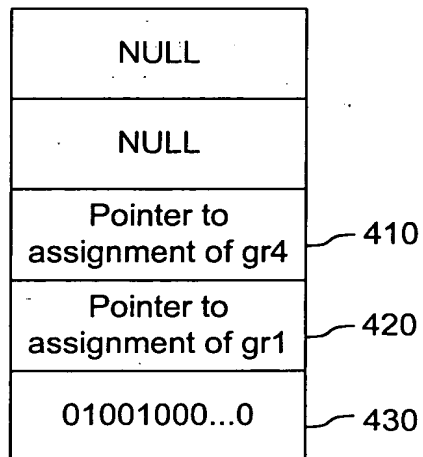 NULL
NULL
Pointer to
assignment of gr4
410
Pointer to
assignment of gr1
420
01001000...0
430